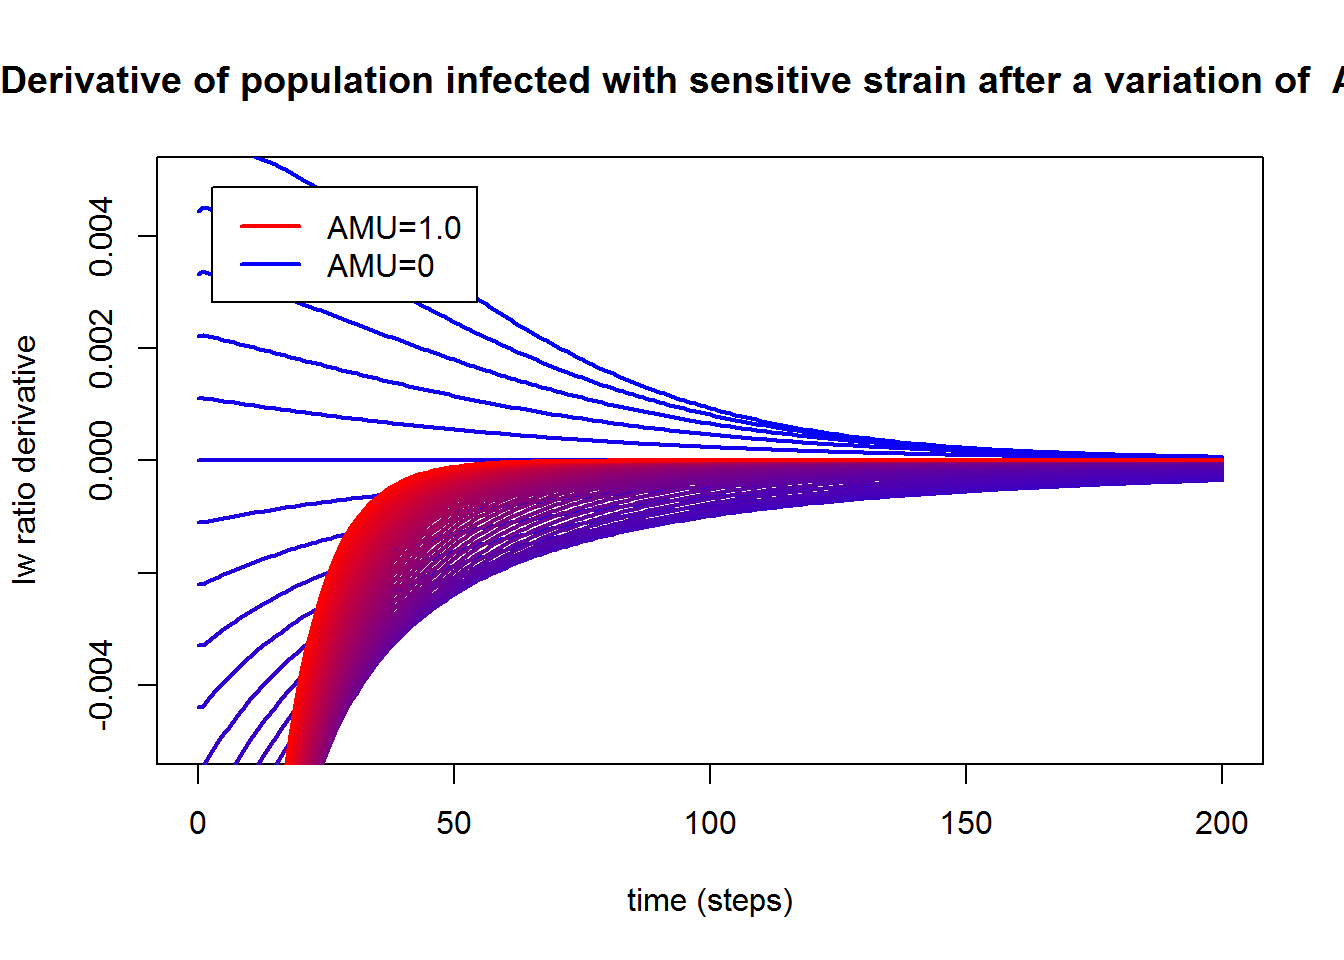 Derivative of population infected with sensitive strain after a variation of A
AMU=1.0
AMU=0
Iw ratio derivative
0.004
0.002
0.000
-0.004
0
50
100
150
200
time (steps)